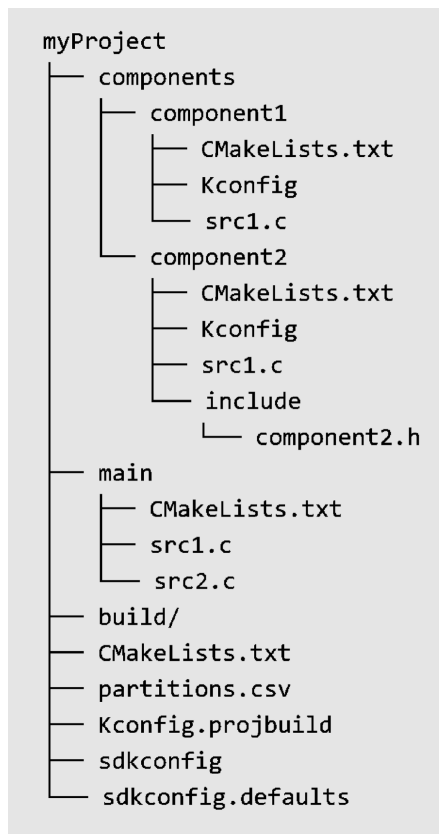 myProject
components
component1
CMakeLists.txt
Kconfig
src1.c
component2
CMakeLists.txt
Kconfig
src1.c
include
component2.h
main
CMakeLists.txt
src1.c
src2.c
build/
CMakeLists.txt
partitions.csv
Kconfig.projbuild
sdkconfig
sdkconfig.defaults